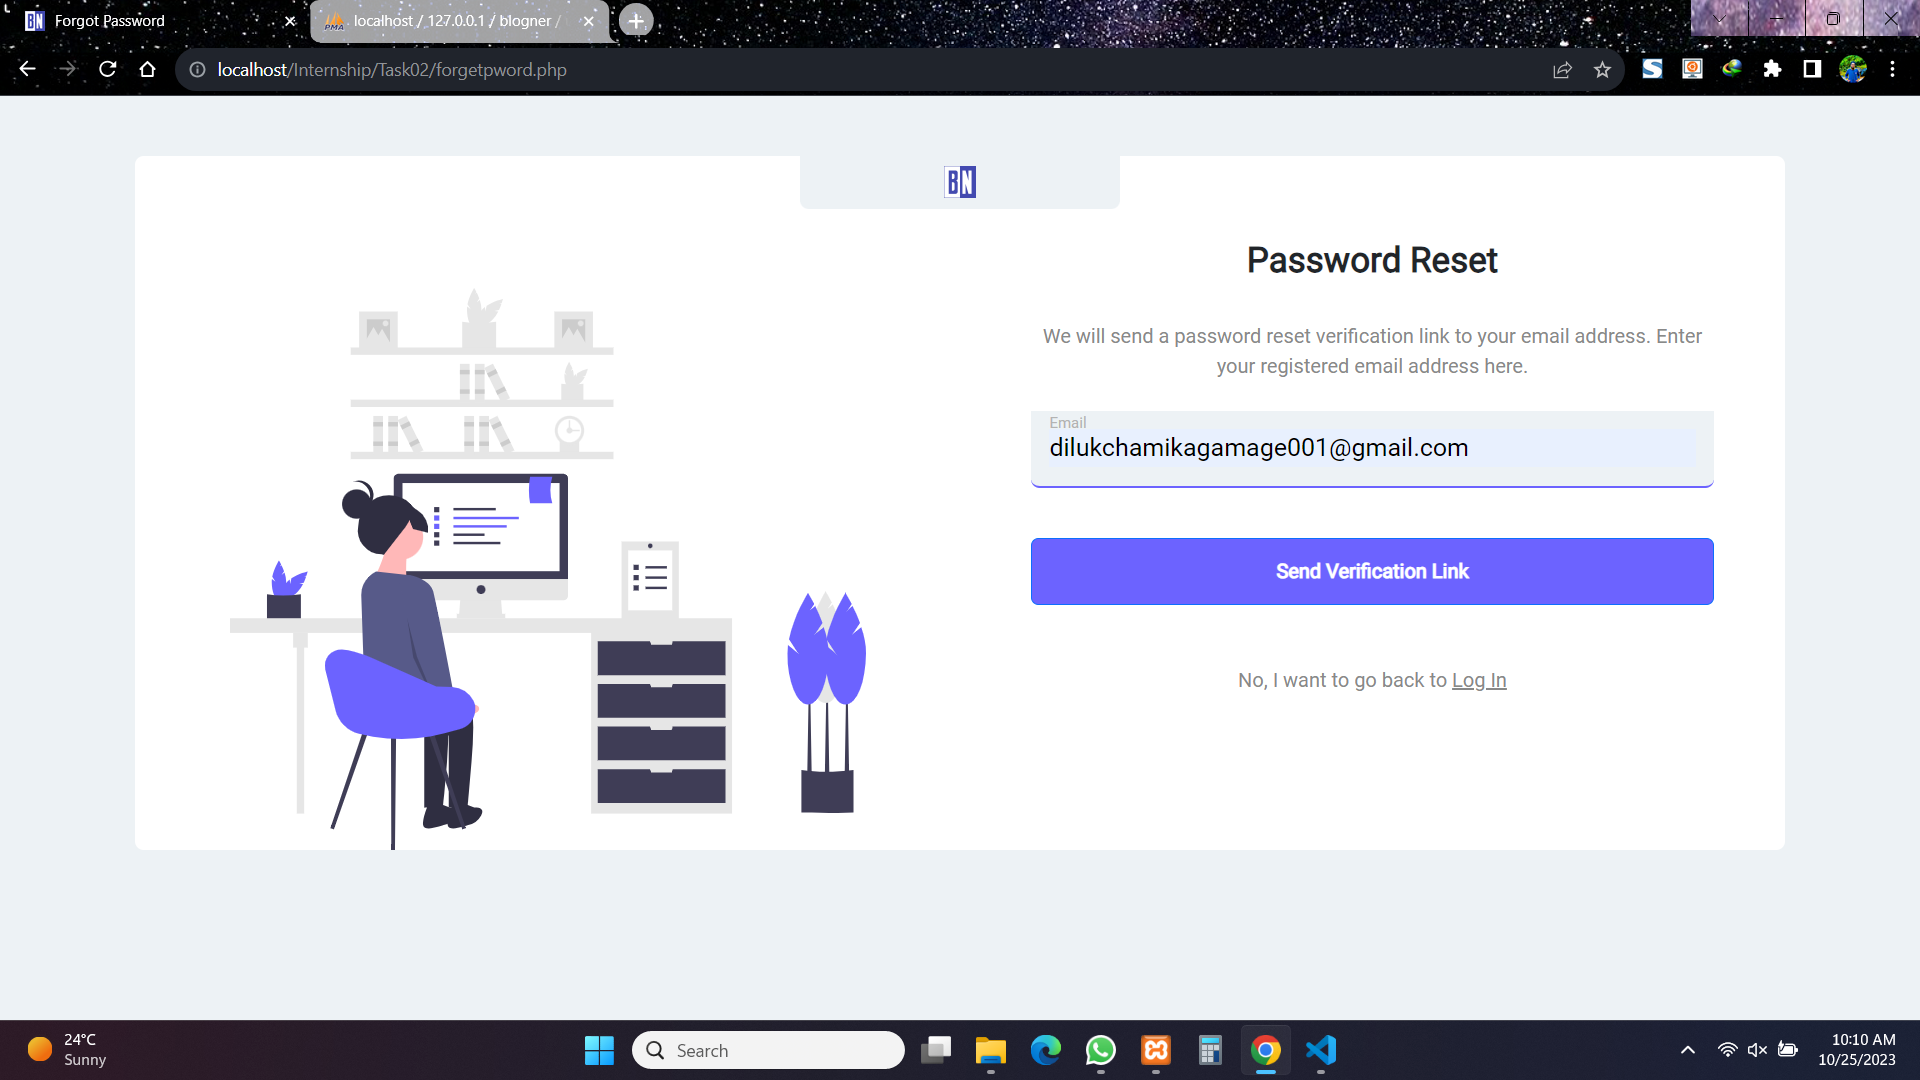 BN Forgot Password
PMA localhost / 127.0.0.1 / blogner /
localhost/Internship/Task02/forgetpword.php
BN
Password Reset
We will send a password reset verification link to your email address. Enter
your registered email address here.
Email
dilukchamikagamage001@gmail.com
Send Verification Link
No, I want to go back to Log In
24°C
Sunny
Search
10:10 AM
10/25/2023